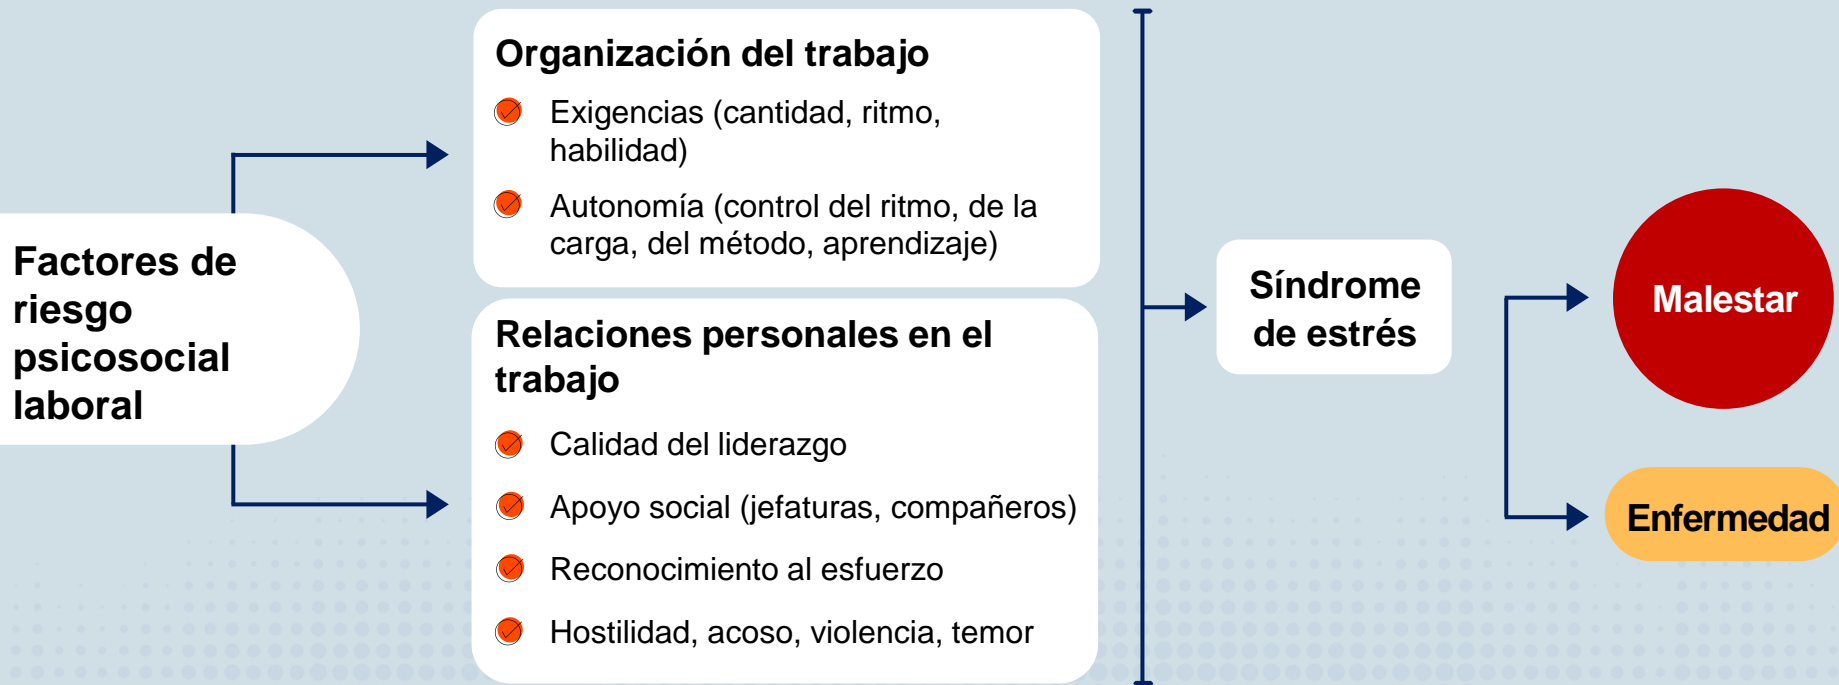 Factores de
riesgo
psicosocial
laboral
Organización del trabajo
Exigencias (cantidad, ritmo,
habilidad)
Autonomía (control del ritmo, de la
carga, del método, aprendizaje)
Relaciones personales en el
trabajo
Calidad del liderazgo
Apoyo social (jefaturas, compañeros)
Reconocimiento al esfuerzo
Hostilidad, acoso, violencia, temor
Síndrome
de estrés
Malestar
Enfermedad